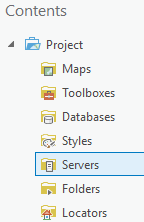 Contents
Project
Maps
Toolboxes
Databases
Styles
Servers
Folders
Locators